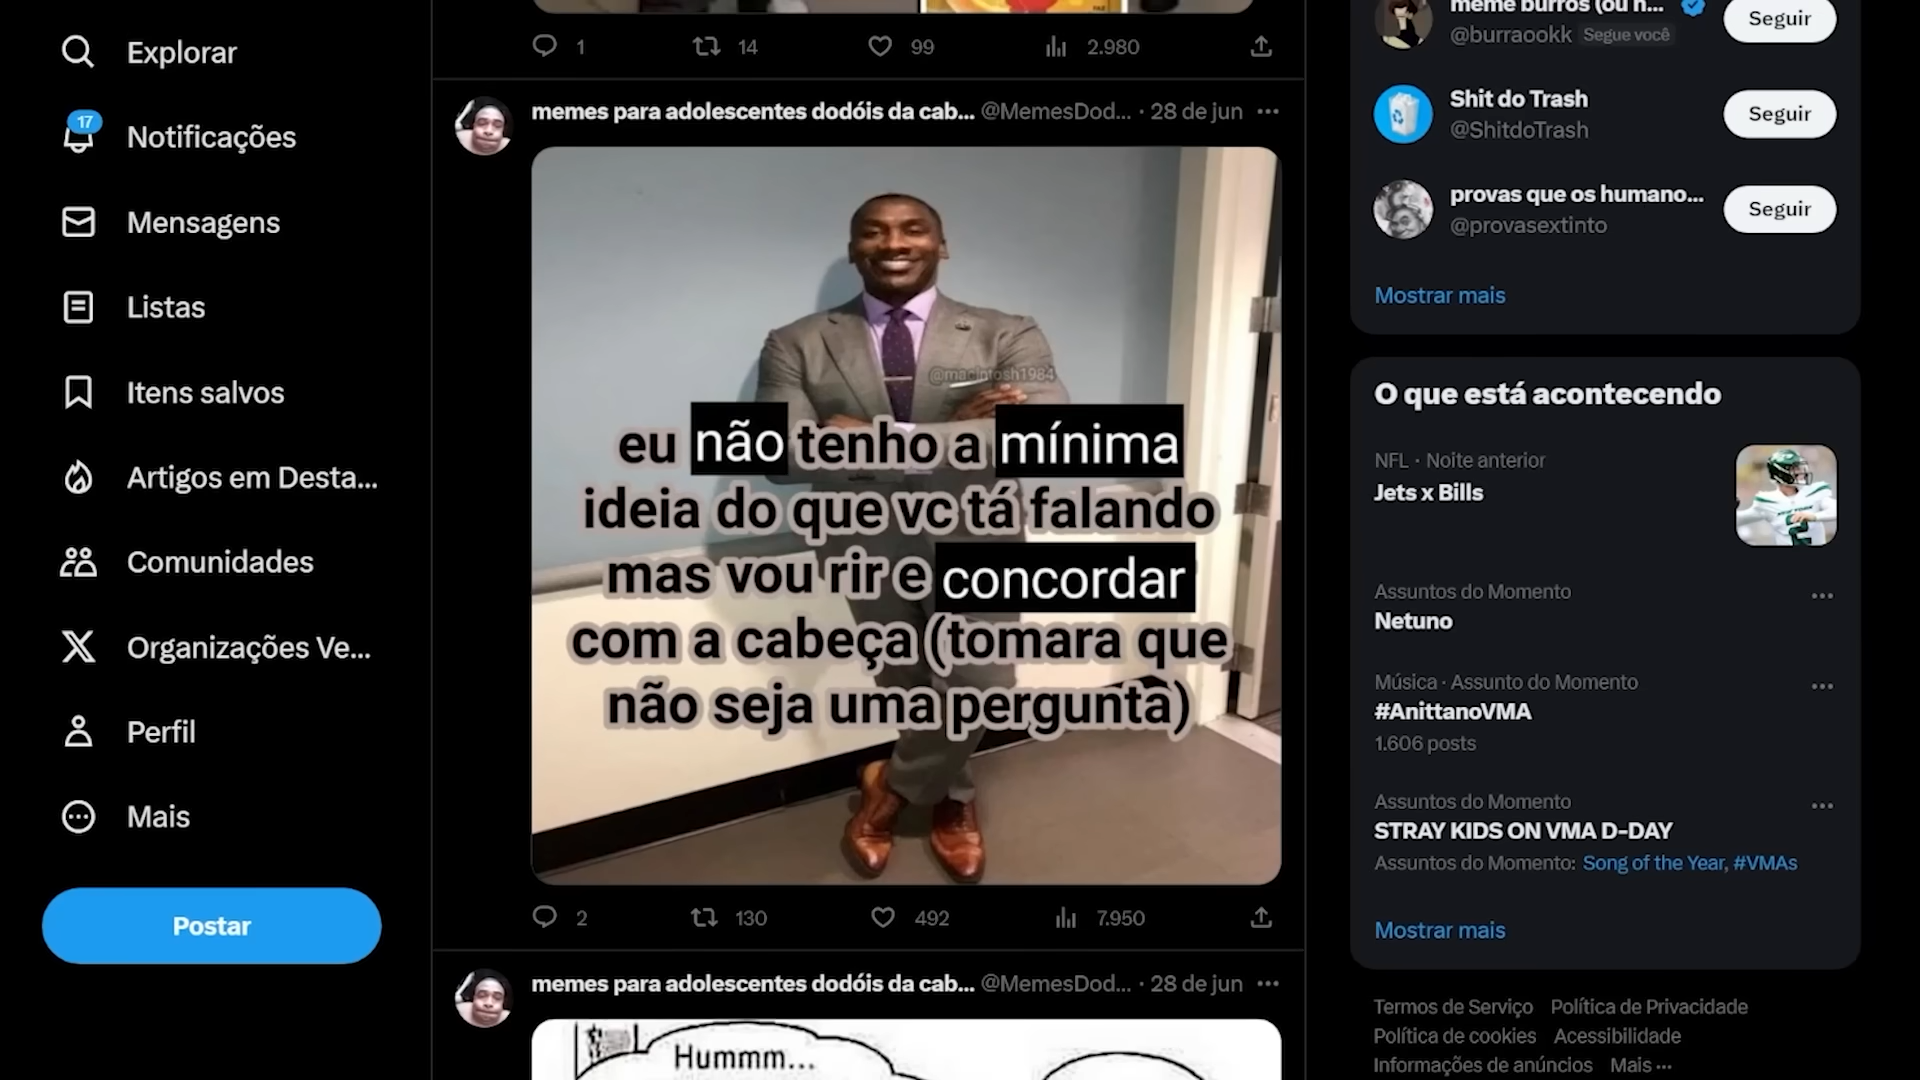 Explorar
17
Notificações
Mensagens
Listas
Itens salvos
Artigos em Desta...
Comunidades
Organizações Ve...
Perfil
Mais
Postar
1
14
99
2.980
memes para adolescentes dodóis da cab... @MemesDod... · 28 de jun
@macintosh1984
eu não tenho a mínima
ideia do que vc tá falando
mas vou rir e concordar
com a cabeça (tomara que
não seja uma pergunta)
2
130
492
7.950
memes para adolescentes dodóis da cab... @MemesDod... · 28 de jun
Hummm...
meme burros (ou n...
@burraookk Segue você
Seguir
Shit do Trash
@ShitdoTrash
Seguir
provas que os humano...
@provasextinto
Seguir
Mostrar mais
O que está acontecendo
NFL · Noite anterior
Jets x Bills
Assuntos do Momento
Netuno
Música · Assunto do Momento
#AnittanoVMA
1.606 posts
Assuntos do Momento
STRAY KIDS ON VMA D-DAY
Assuntos do Momento: Song of the Year, #VMAs
Mostrar mais
Termos de Serviço Política de Privacidade
Política de cookies Acessibilidade
Informações de anúncios Mais ···